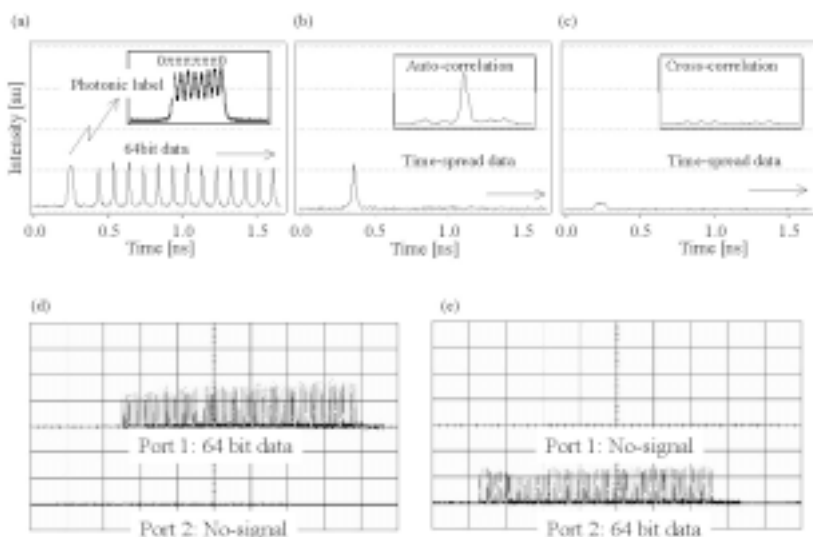 (a)
(b)
(c)
Intensity [au]
0πππ0πππ0
Photonic label
64bit data
0.0 0.5 1.0 1.5
Time [ns]
Auto-correlation
Time-spread data
0.0 0.5 1.0 1.5
Time [ns]
Cross-correlation
Time-spread data
0.0 0.5 1.0 1.5
Time [ns]
(d)
(e)
Port 1: 64 bit data
Port 2: No-signal
Port 1: No-signal
Port 2: 64 bit data